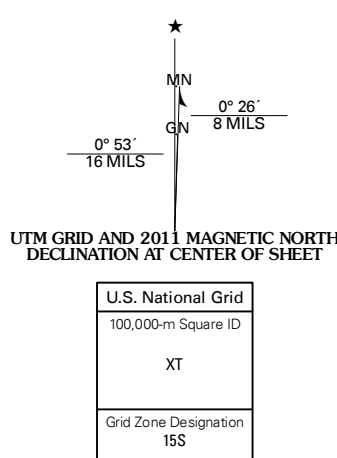 ★
MN
0° 26´
GN
8 MILS
0° 53´
16 MILS
UTM GRID AND 2011 MAGNETIC NORTH
DECLINATION AT CENTER OF SHEET
U.S. National Grid
100,000-m Square ID
XT
Grid Zone Designation
15S